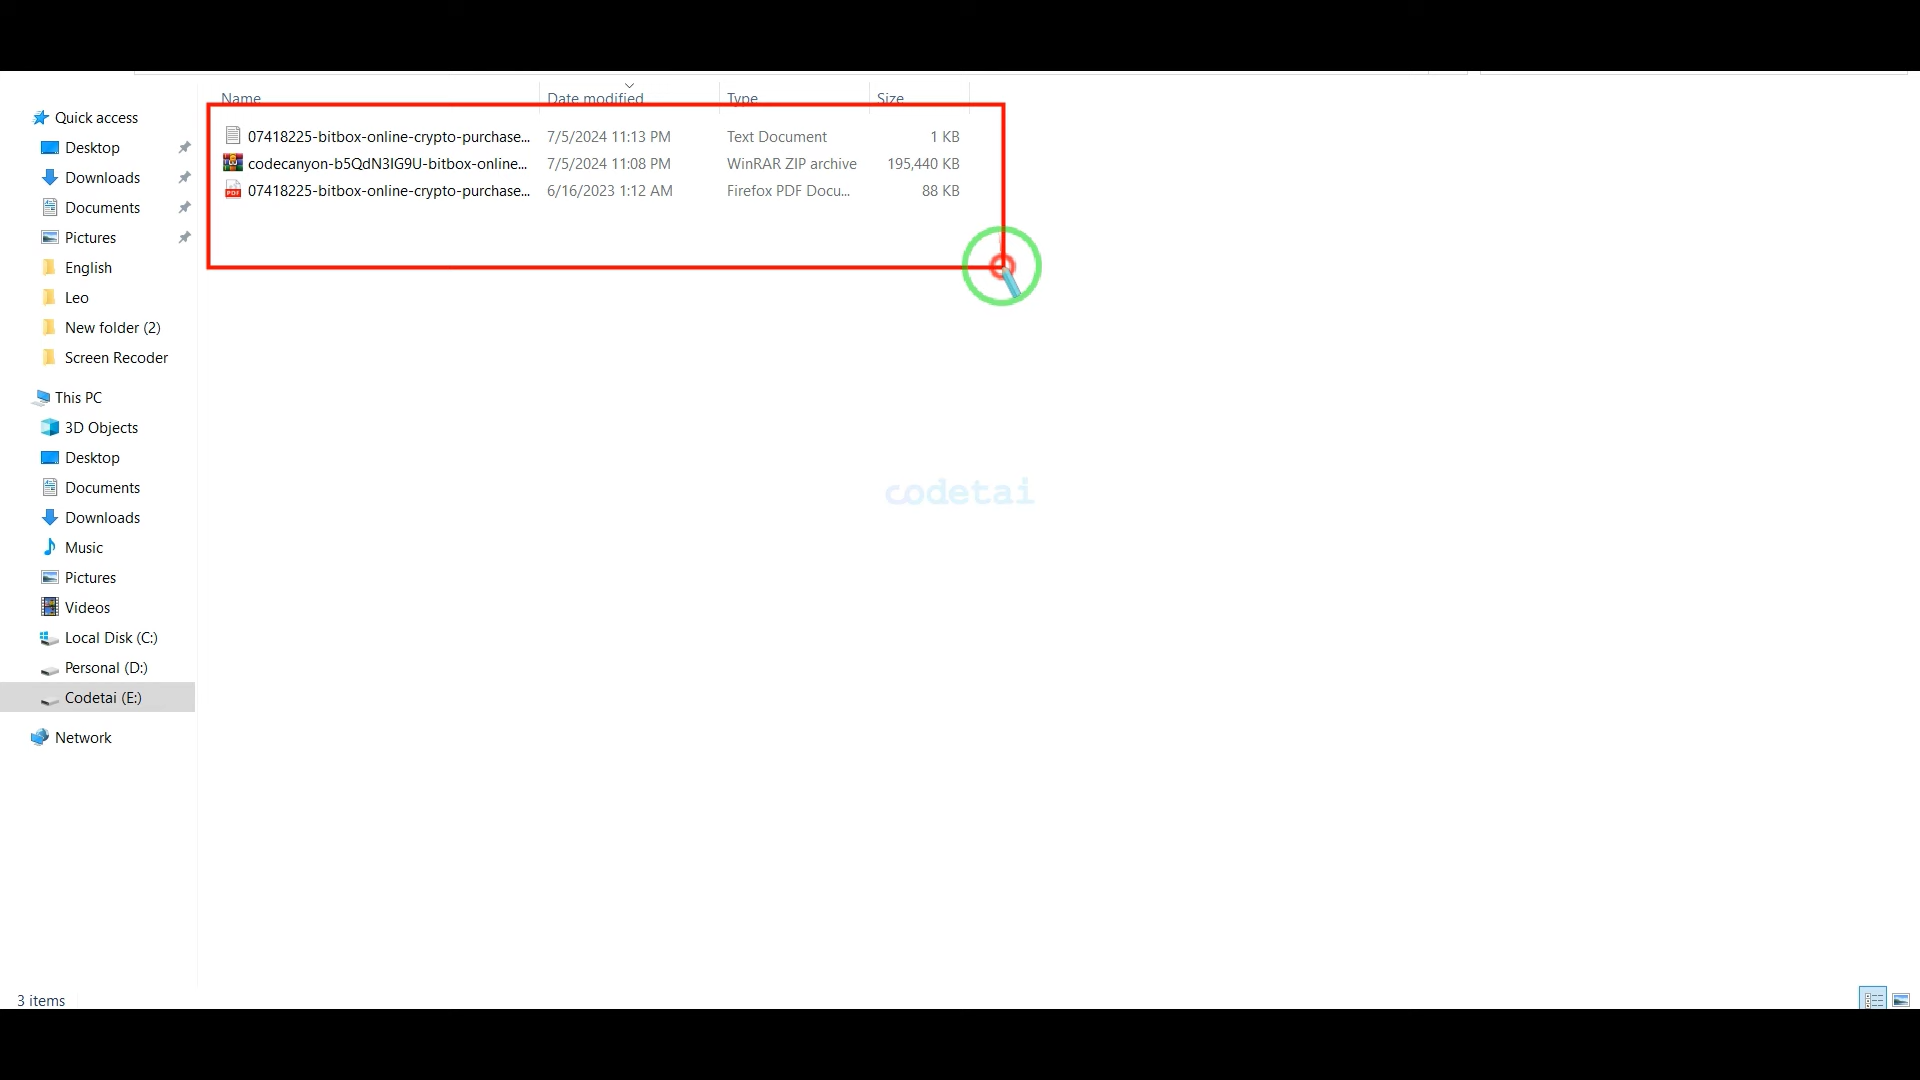 Name Date modified Type Size
Quick access
Desktop
Downloads
Documents
Pictures
English
Leo
New folder (2)
Screen Recoder
This PC
3D Objects
Desktop
Documents
Downloads
Music
Pictures
Videos
Local Disk (C:)
Personal (D:)
Codetai (E:)
Network
07418225-bitbox-online-crypto-purchase... 7/5/2024 11:13 PM Text Document 1 KB
codecanyon-b5QdN3IG9U-bitbox-online... 7/5/2024 11:08 PM WinRAR ZIP archive 195,440 KB
07418225-bitbox-online-crypto-purchase... 6/16/2023 1:12 AM Firefox PDF Docu... 88 KB
codetai
3 items